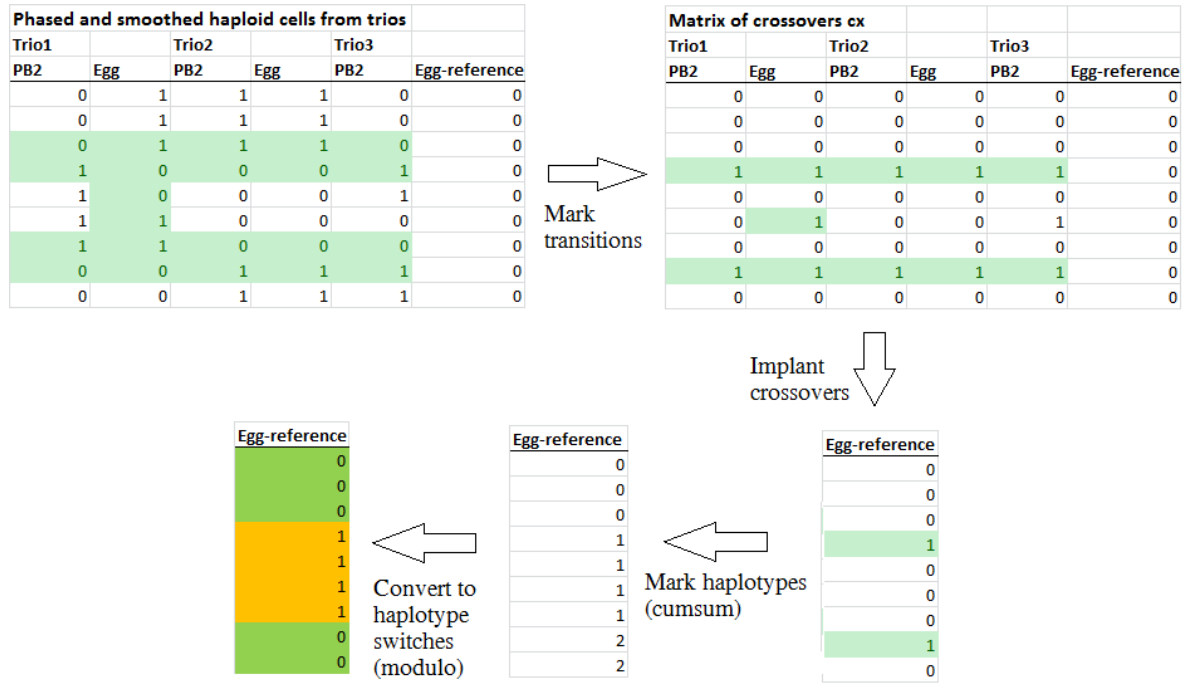 Phased and smoothed haploid cells from trios
Trio1 Trio2 Trio3
PB2 Egg PB2 Egg PB2 Egg-reference
0 1 1 1 0 0
0 1 1 1 0 0
0 1 1 1 0 0
1 0 0 0 1 0
1 0 0 0 1 0
1 1 0 0 0 0
1 1 0 0 0 0
0 0 1 1 1 0
0 0 1 1 1 0
Mark
transitions
Matrix of crossovers cx
Trio1 Trio2 Trio3
PB2 Egg PB2 Egg PB2 Egg-reference
0 0 0 0 0 0
0 0 0 0 0 0
0 0 0 0 0 0
1 1 1 1 1 0
0 0 0 0 0 0
0 1 0 0 1 0
0 0 0 0 0 0
1 1 1 1 1 0
0 0 0 0 0 0
Implant
crossovers
Egg-reference
0
0
0
1
0
0
0
1
0
Mark haplotypes
(cumsum)
Egg-reference
0
0
0
1
1
1
1
2
2
Convert to
haplotype
switches
(modulo)
Egg-reference
0
0
0
1
1
1
1
0
0